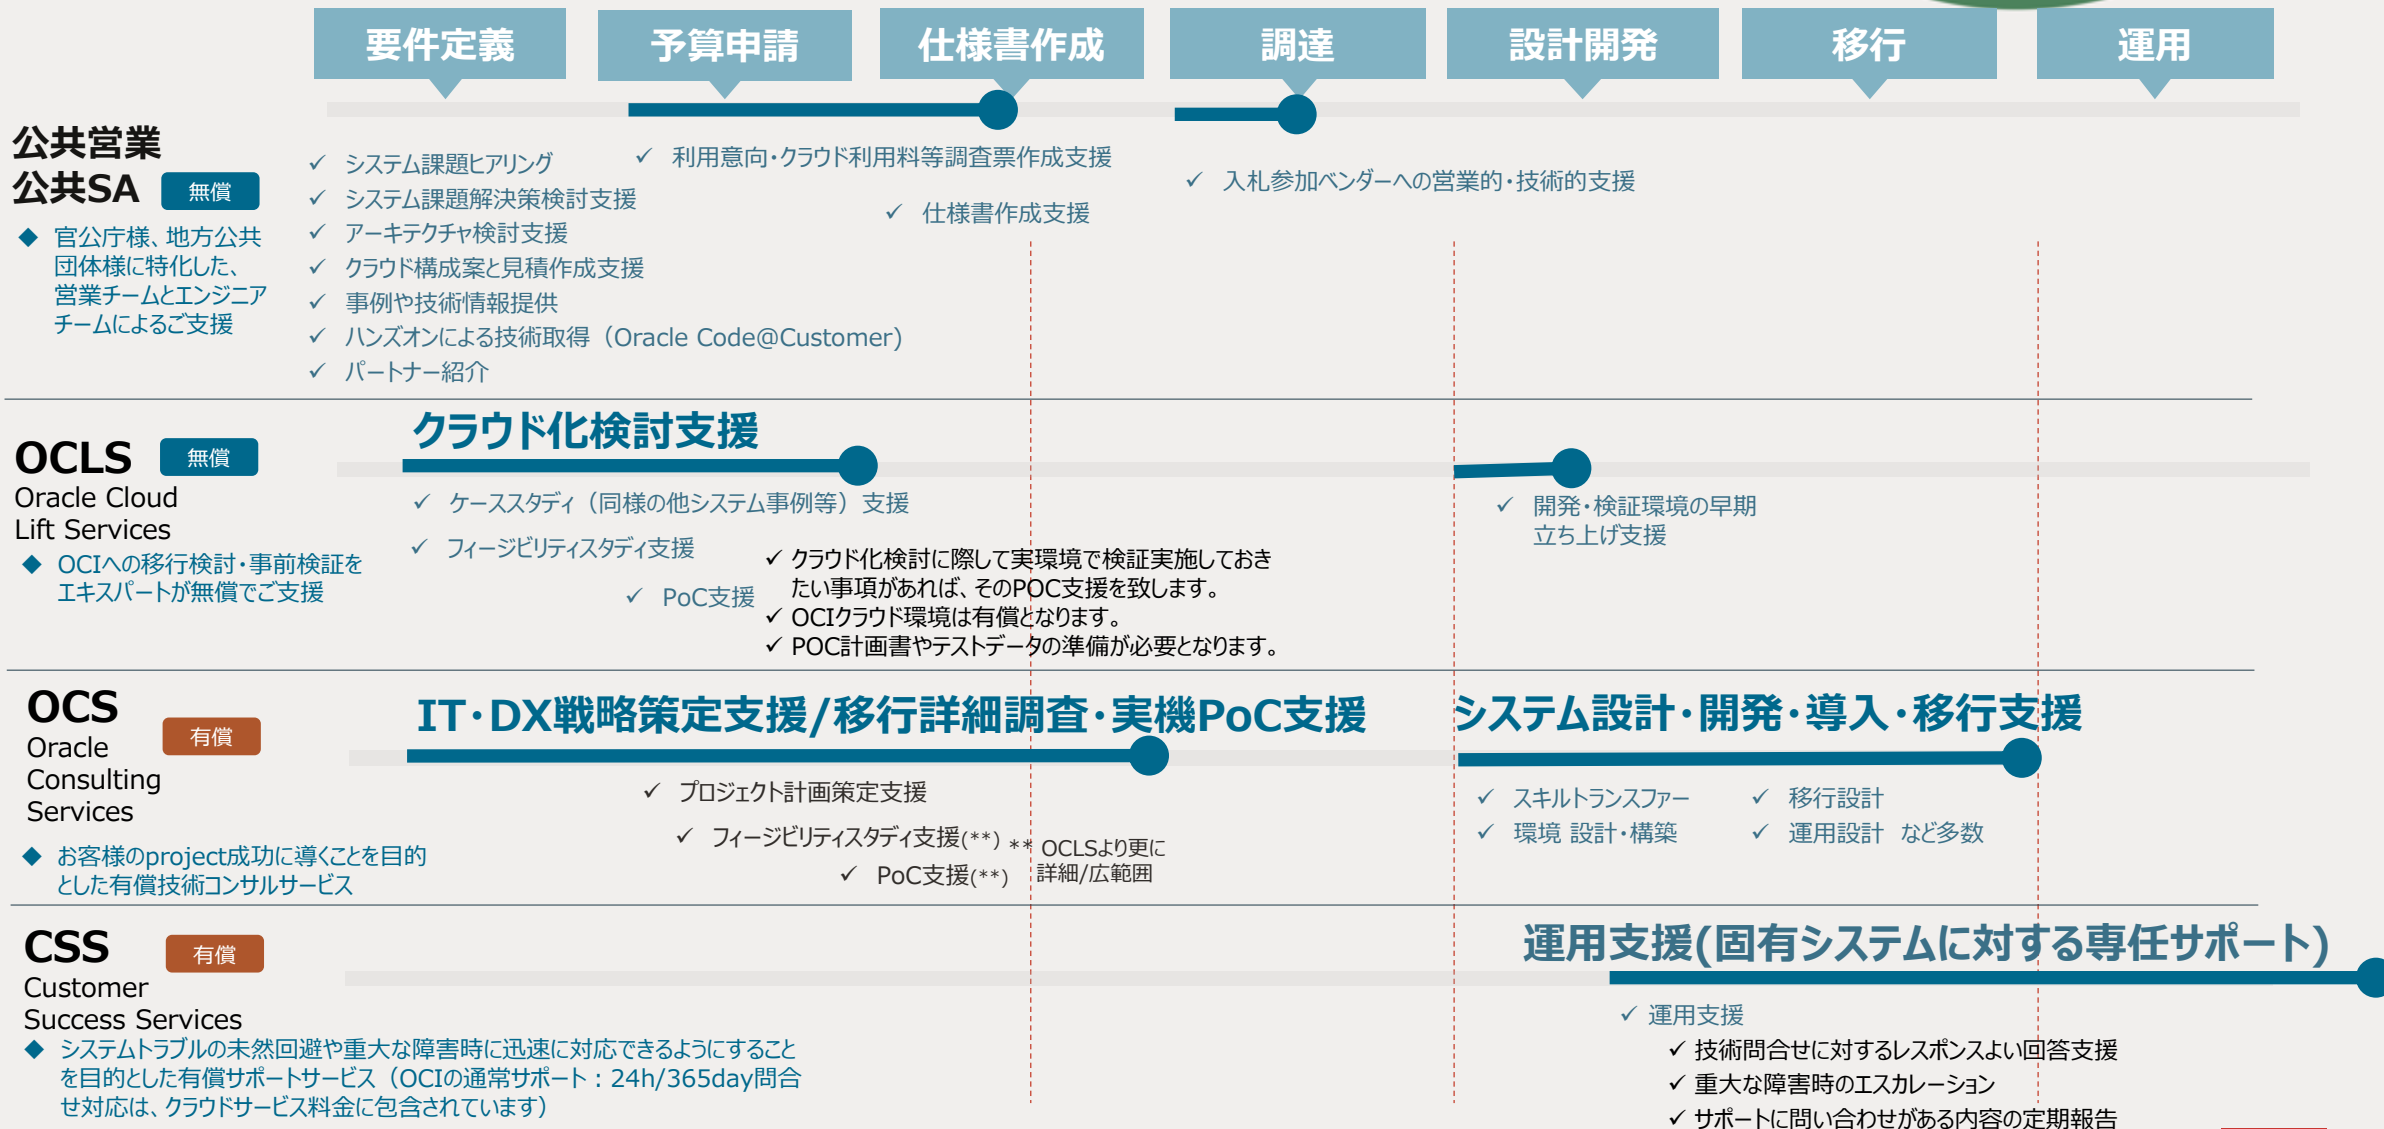 要件定義
予算申請
仕様書作成
調達
設計開発
移行
運用
公共営業
公共SA
無償
◆ 官公庁様、地方公共
団体様に特化した、
営業チームとエンジニア
チームによるご支援
✓ システム課題ヒアリング
✓ システム課題解決策検討支援
✓ アーキテクチャ検討支援
✓ クラウド構成案と見積作成支援
✓ 事例や技術情報提供
✓ ハンズオンによる技術取得（Oracle Code@Customer)
✓ パートナー紹介
✓ 利用意向・クラウド利用料等調査票作成支援
✓ 仕様書作成支援
✓ 入札参加ベンダーへの営業的・技術的支援
OCLS
無償
Oracle Cloud
Lift Services
◆ OCIへの移行検討・事前検証を
エキスパートが無償でご支援
クラウド化検討支援
✓ ケーススタディ（同様の他システム事例等）支援
✓ フィージビリティスタディ支援
✓ PoC支援
✓ クラウド化検討に際して実環境で検証実施しておき
たい事項があれば、そのPOC支援を致します。
✓ OCIクラウド環境は有償となります。
✓ POC計画書やテストデータの準備が必要となります。
✓ 開発・検証環境の早期
立ち上げ支援
OCS
有償
Oracle
Consulting
Services
◆ お客様のproject成功に導くことを目的
とした有償技術コンサルサービス
IT・DX戦略策定支援/移行詳細調査・実機PoC支援
✓ プロジェクト計画策定支援
✓ フィージビリティスタディ支援(**)
✓ PoC支援(**)
** OCLSより更に
詳細/広範囲
システム設計・開発・導入・移行支援
✓ スキルトランスファー
✓ 環境 設計・構築
✓ 移行設計
✓ 運用設計 など多数
CSS
有償
Customer
Success Services
◆ システムトラブルの未然回避や重大な障害時に迅速に対応できるようにすること
を目的とした有償サポートサービス（OCIの通常サポート：24h/365day問合
せ対応は、クラウドサービス料金に包含されています）
運用支援(固有システムに対する専任サポート)
✓ 運用支援
✓ 技術問合せに対するレスポンスよい回答支援
✓ 重大な障害時のエスカレーション
✓ サポートに問い合わせがある内容の定期報告